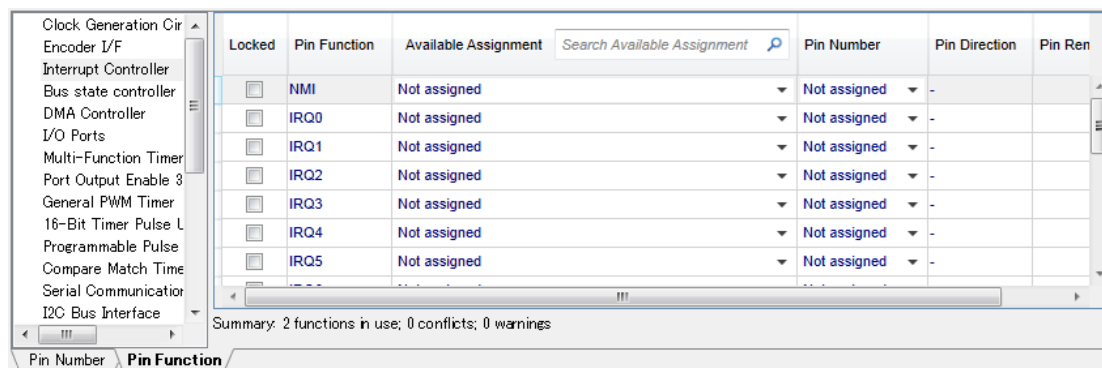 Clock Generation Cir
Encoder I/F
Interrupt Controller
Bus state controller
DMA Controller
I/O Ports
Multi-Function Timer
Port Output Enable 3
General PWM Timer
16-Bit Timer Pulse U
Programmable Pulse
Compare Match Time
Serial Communication
I2C Bus Interface
Locked Pin Function Available Assignment Search Available Assignment Pin Number Pin Direction Pin Rem
NMI Not assigned Not assigned -
IRQ0 Not assigned Not assigned -
IRQ1 Not assigned Not assigned -
IRQ2 Not assigned Not assigned -
IRQ3 Not assigned Not assigned -
IRQ4 Not assigned Not assigned -
IRQ5 Not assigned Not assigned -
Summary: 2 functions in use; 0 conflicts; 0 warnings
Pin Number Pin Function